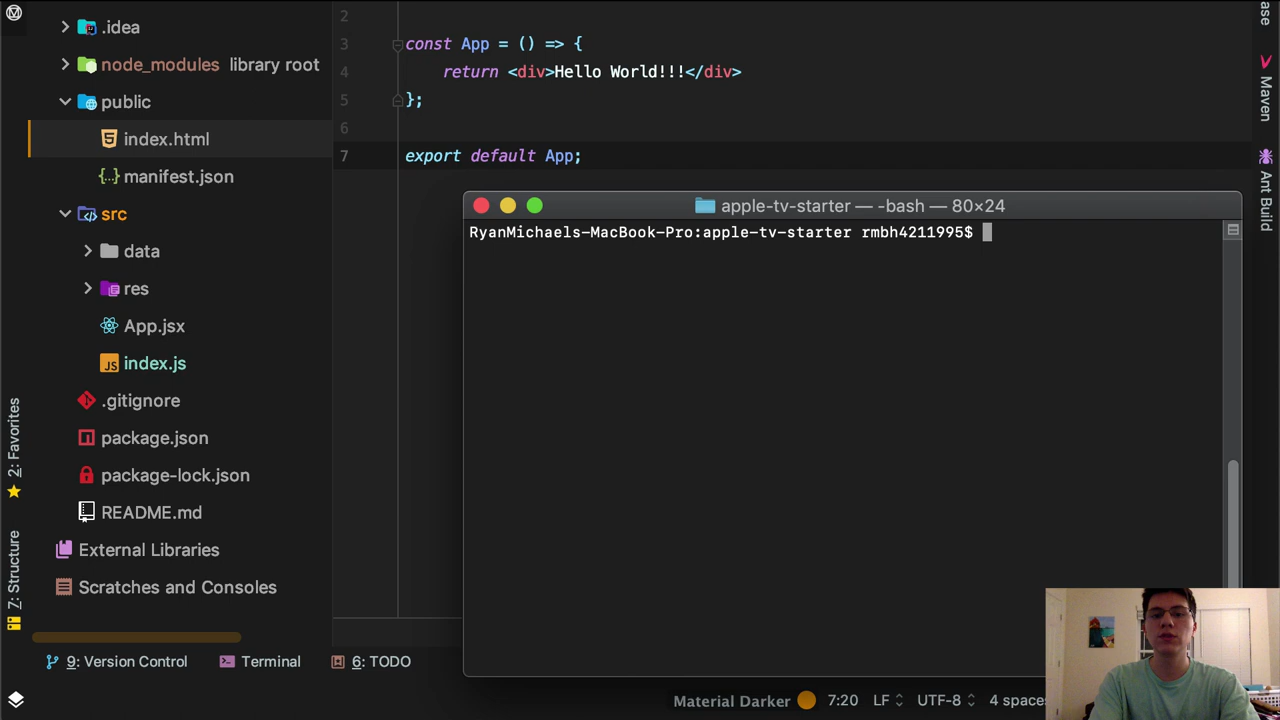 .idea
node_modules library root
public
index.html
manifest.json
src
data
res
App.jsx
index.js
.gitignore
package.json
package-lock.json
README.md
External Libraries
Scratches and Consoles
2: Favorites
7: Structure
2
3 const App = () => {
4 return <div>Hello World!!!</div>
5 };
6
7 export default App;
apple-tv-starter — -bash — 80×24
RyanMichaels-MacBook-Pro:apple-tv-starter rmbh4211995$
Maven
Ant Build
9: Version Control
Terminal
6: TODO
Material Darker
7:20
LF
UTF-8
4 spaces